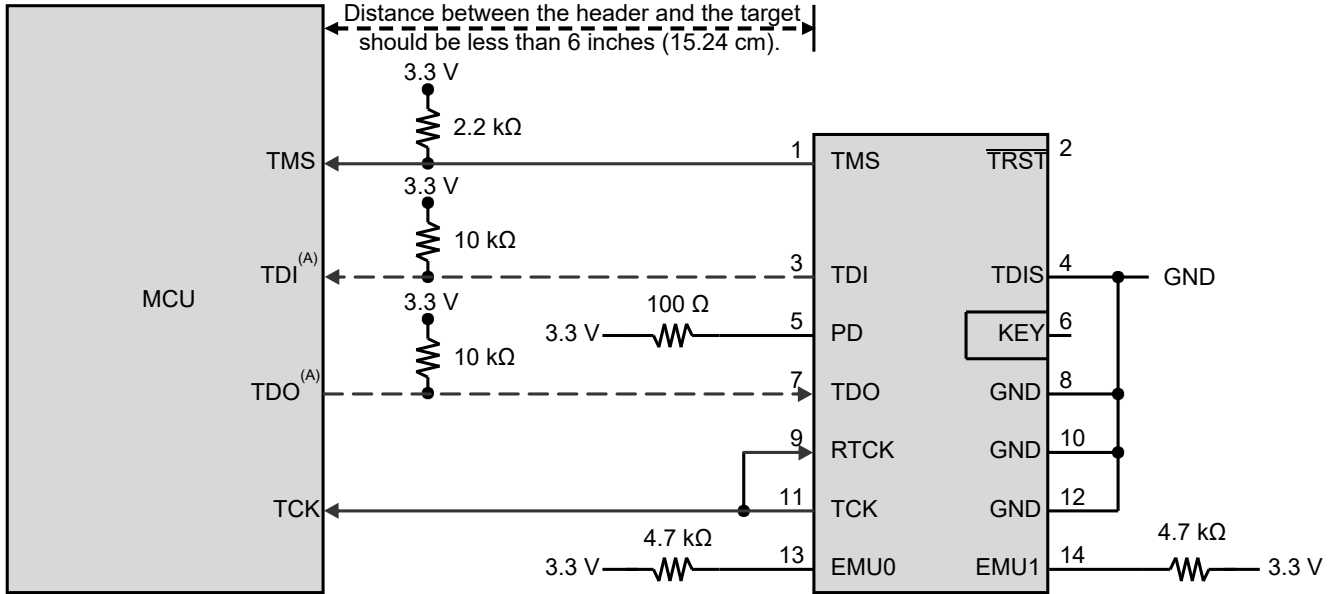 Distance between the header and the target
should be less than 6 inches (15.24 cm).
3.3 V
2.2 kΩ
TMS
1
TMS
TRST
2
3.3 V
10 kΩ
TDI(A)
3
TDI
TDIS
4
GND
MCU
3.3 V
100 Ω
3.3 V
5
PD
KEY
6
10 kΩ
TDO(A)
7
TDO
GND
8
9
RTCK
GND
10
TCK
11
TCK
GND
12
3.3 V
4.7 kΩ
13
EMU0
EMU1
14
4.7 kΩ
3.3 V